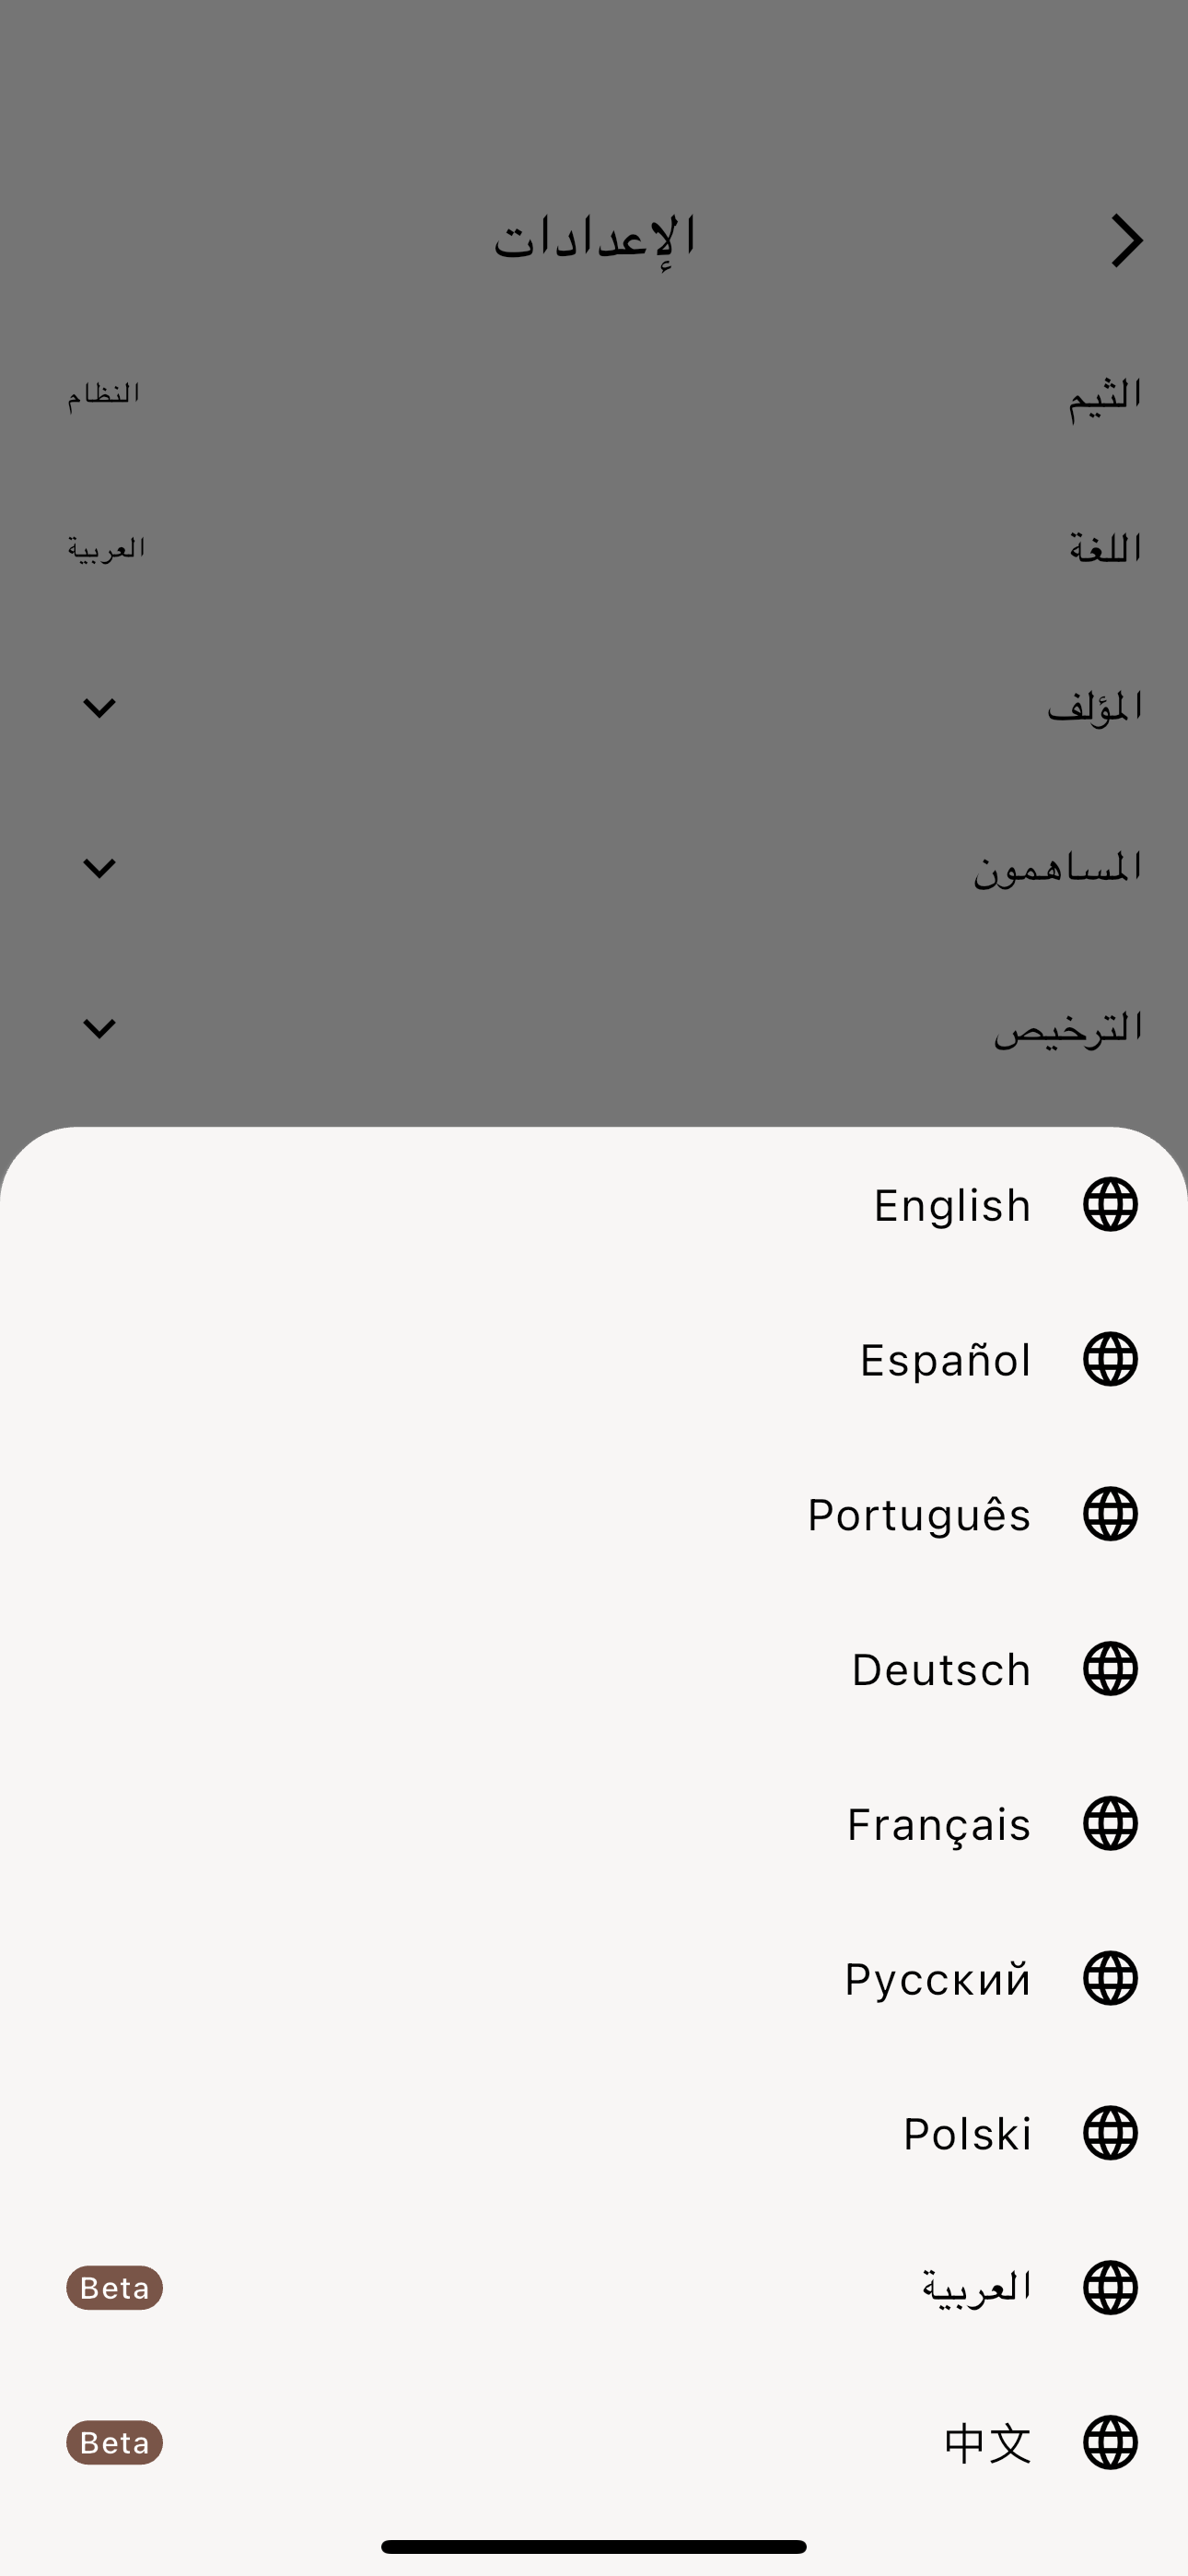 الإعدادات
الثيم
النظام
اللغة
العربية
المؤلف
المساهمون
الترخيص
English
Español
Português
Deutsch
Français
Русский
Polski
العربية
Beta
中文
Beta